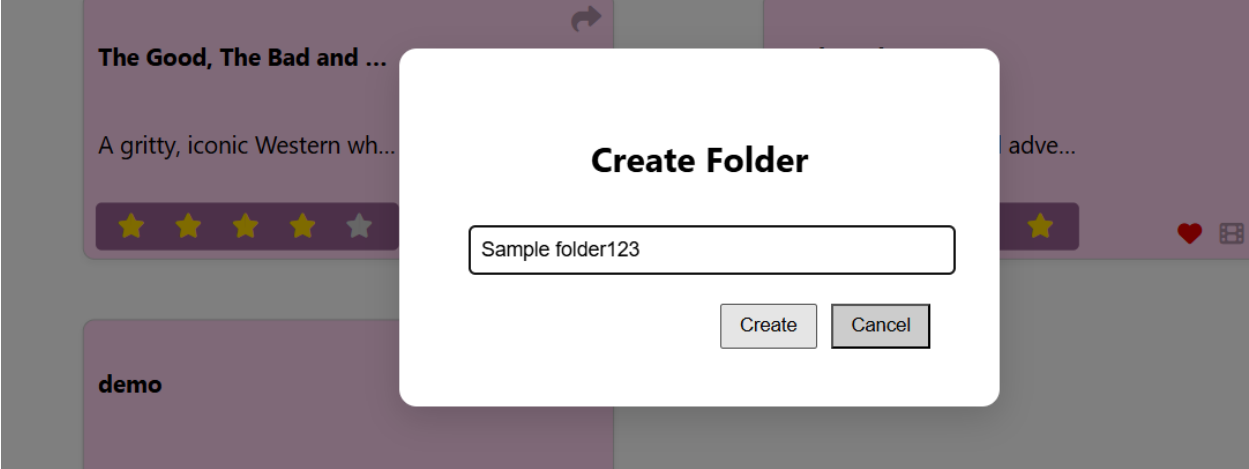 The Good, The Bad and ...
A gritty, iconic Western wh...
adve...
Create Folder
Sample folder123
Create
Cancel
demo